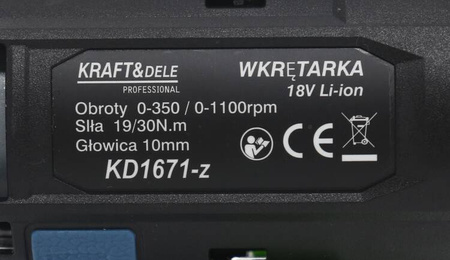 KRAFT&DELE
PROFESSIONAL
WKRĘTARKA
18V Li-ion
Obroty 0-350 / 0-1100rpm
SIła 19/30N.m
Głowica 10mm
KD1671-z
CE